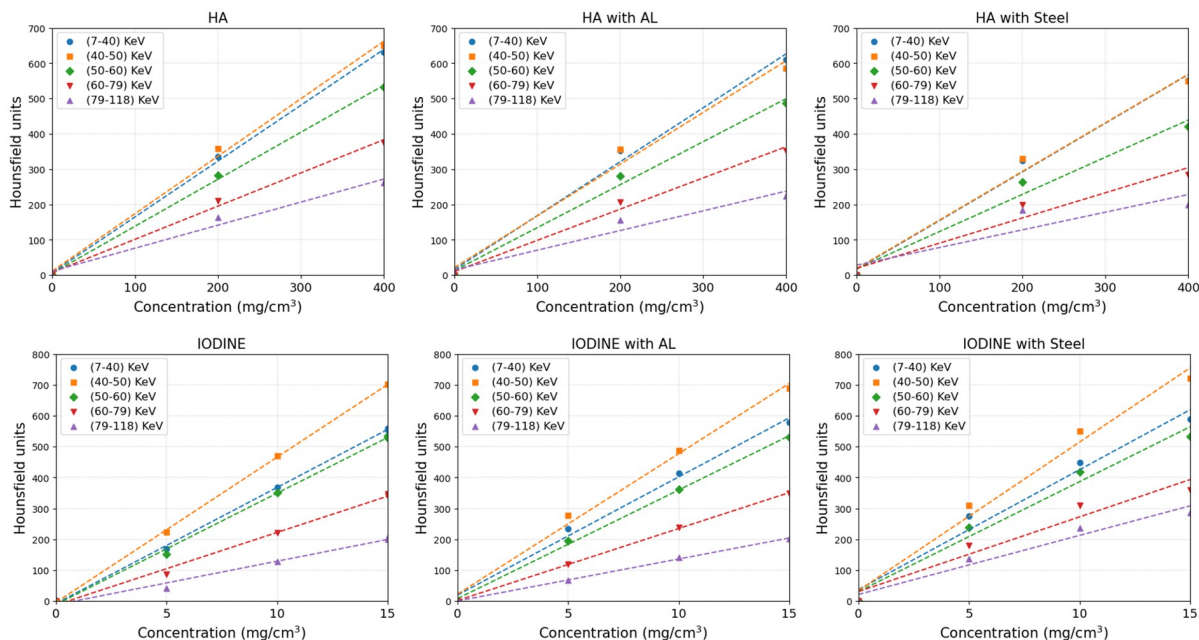 HA
700
600
500
400
300
200
100
0
Hounsfield units
(7-40) KeV
(40-50) KeV
(50-60) KeV
(60-79) KeV
(79-118) KeV
0 100 200 300 400
Concentration (mg/cm³)
HA with AL
700
600
500
400
300
200
100
0
Hounsfield units
(7-40) KeV
(40-50) KeV
(50-60) KeV
(60-79) KeV
(79-118) KeV
0 100 200 300 400
Concentration (mg/cm³)
HA with Steel
700
600
500
400
300
200
100
0
Hounsfield units
(7-40) KeV
(40-50) KeV
(50-60) KeV
(60-79) KeV
(79-118) KeV
0 100 200 300 400
Concentration (mg/cm³)
IODINE
800
700
600
500
400
300
200
100
0
Hounsfield units
(7-40) KeV
(40-50) KeV
(50-60) KeV
(60-79) KeV
(79-118) KeV
0 5 10 15
Concentration (mg/cm³)
IODINE with AL
800
700
600
500
400
300
200
100
0
Hounsfield units
(7-40) KeV
(40-50) KeV
(50-60) KeV
(60-79) KeV
(79-118) KeV
0 5 10 15
Concentration (mg/cm³)
IODINE with Steel
800
700
600
500
400
300
200
100
0
Hounsfield units
(7-40) KeV
(40-50) KeV
(50-60) KeV
(60-79) KeV
(79-118) KeV
0 5 10 15
Concentration (mg/cm³)